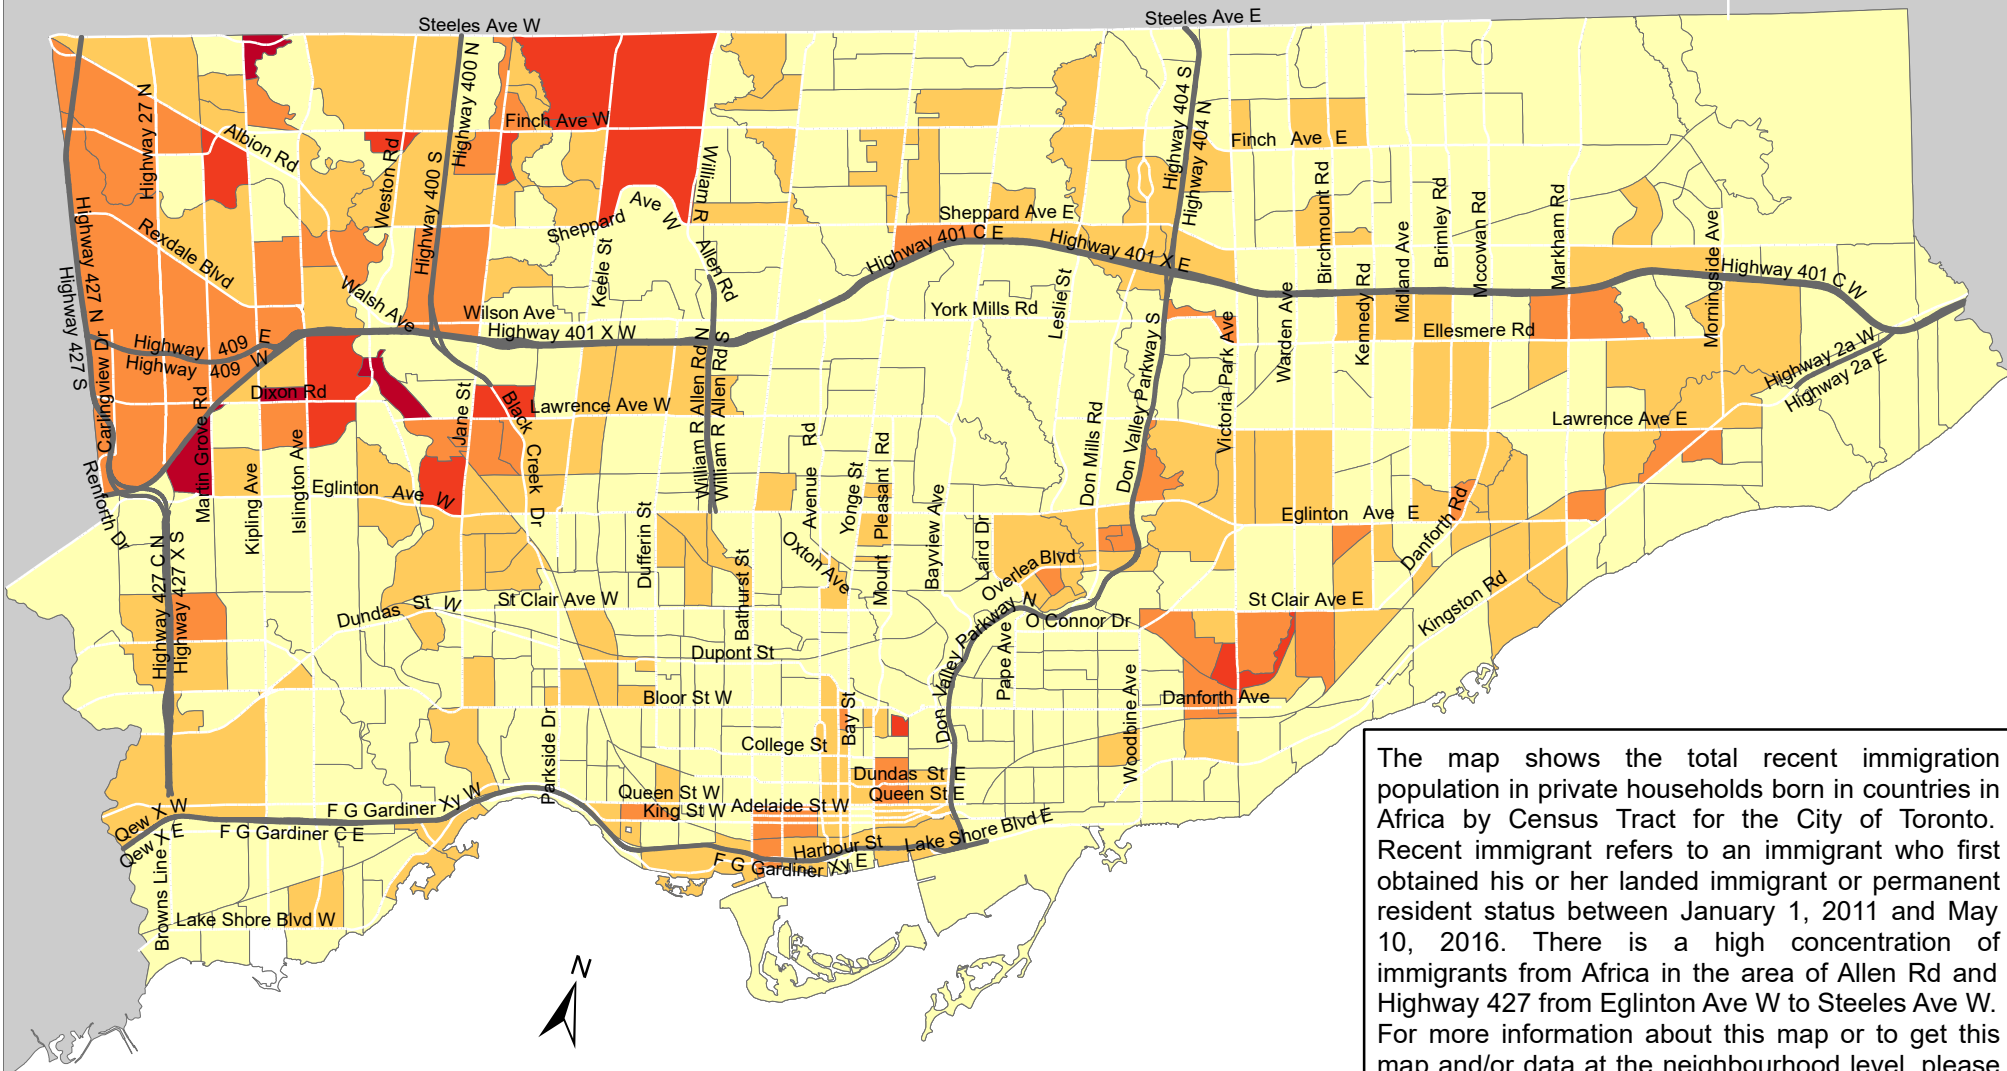 Steeles Ave W
Steeles Ave E
Highway 400 N
Highway 404 S
Highway 404 N
Highway 27 N
Finch Ave W
Finch Ave E
Albion Rd
Weston Rd
Highway 400 S
William R
Allen Rd
Birchmount Rd
Brimley Rd
Mccowan Rd
Markham Rd
Midland Ave
Morningside Ave
Sheppard Ave W
Sheppard Ave E
Highway 427 N
Highway 427 S
Rexdale Blvd
Keele St
Highway 401 C E
Highway 401 X E
Highway 401 C W
Walsh Ave
Wilson Ave
Highway 401 X W
York Mills Rd
Leslie St
Ellesmere Rd
Kennedy Rd
Warden Ave
Victoria Park Ave
Don Valley Parkway S
Highway 409 E
Highway 409 W
Carlingview Dr
Highway 2a W
Highway 2a E
Dixon Rd
Martin Grove Rd
Jane St
Black Creek Dr
Lawrence Ave W
Lawrence Ave E
William R Allen Rd N
William R Allen Rd S
Avenue Rd
Yonge St
Mount Pleasant Rd
Bayview Ave
Laird Dr
Don Mills Rd
Renforth Dr
Kipling Ave
Islington Ave
Eglinton Ave W
Eglinton Ave E
Danforth Rd
Dufferin St
Bathurst St
Oxton Ave
Overlea Blvd
Highway 427 C N
Highway 427 X S
Dundas St W
St Clair Ave W
St Clair Ave E
Kingston Rd
Don Valley Parkway N
O Connor Dr
Pape Ave
Dupont St
Bloor St W
Danforth Ave
Woodbine Ave
Bay St
Parkside Dr
College St
Dundas St E
Queen St W
Queen St E
King St W
Adelaide St W
Qew X W
Qew X E
F G Gardiner Xy W
F G Gardiner C E
Harbour St
Lake Shore Blvd E
F G Gardiner Xy E
Browns Line
Lake Shore Blvd W
N
The map shows the total recent immigration
population in private households born in countries in
Africa by Census Tract for the City of Toronto.
Recent immigrant refers to an immigrant who first
obtained his or her landed immigrant or permanent
resident status between January 1, 2011 and May
10, 2016. There is a high concentration of
immigrants from Africa in the area of Allen Rd and
Highway 427 from Eglinton Ave W to Steeles Ave W.
For more information about this map or to get this
map and/or data at the neighbourhood level, please